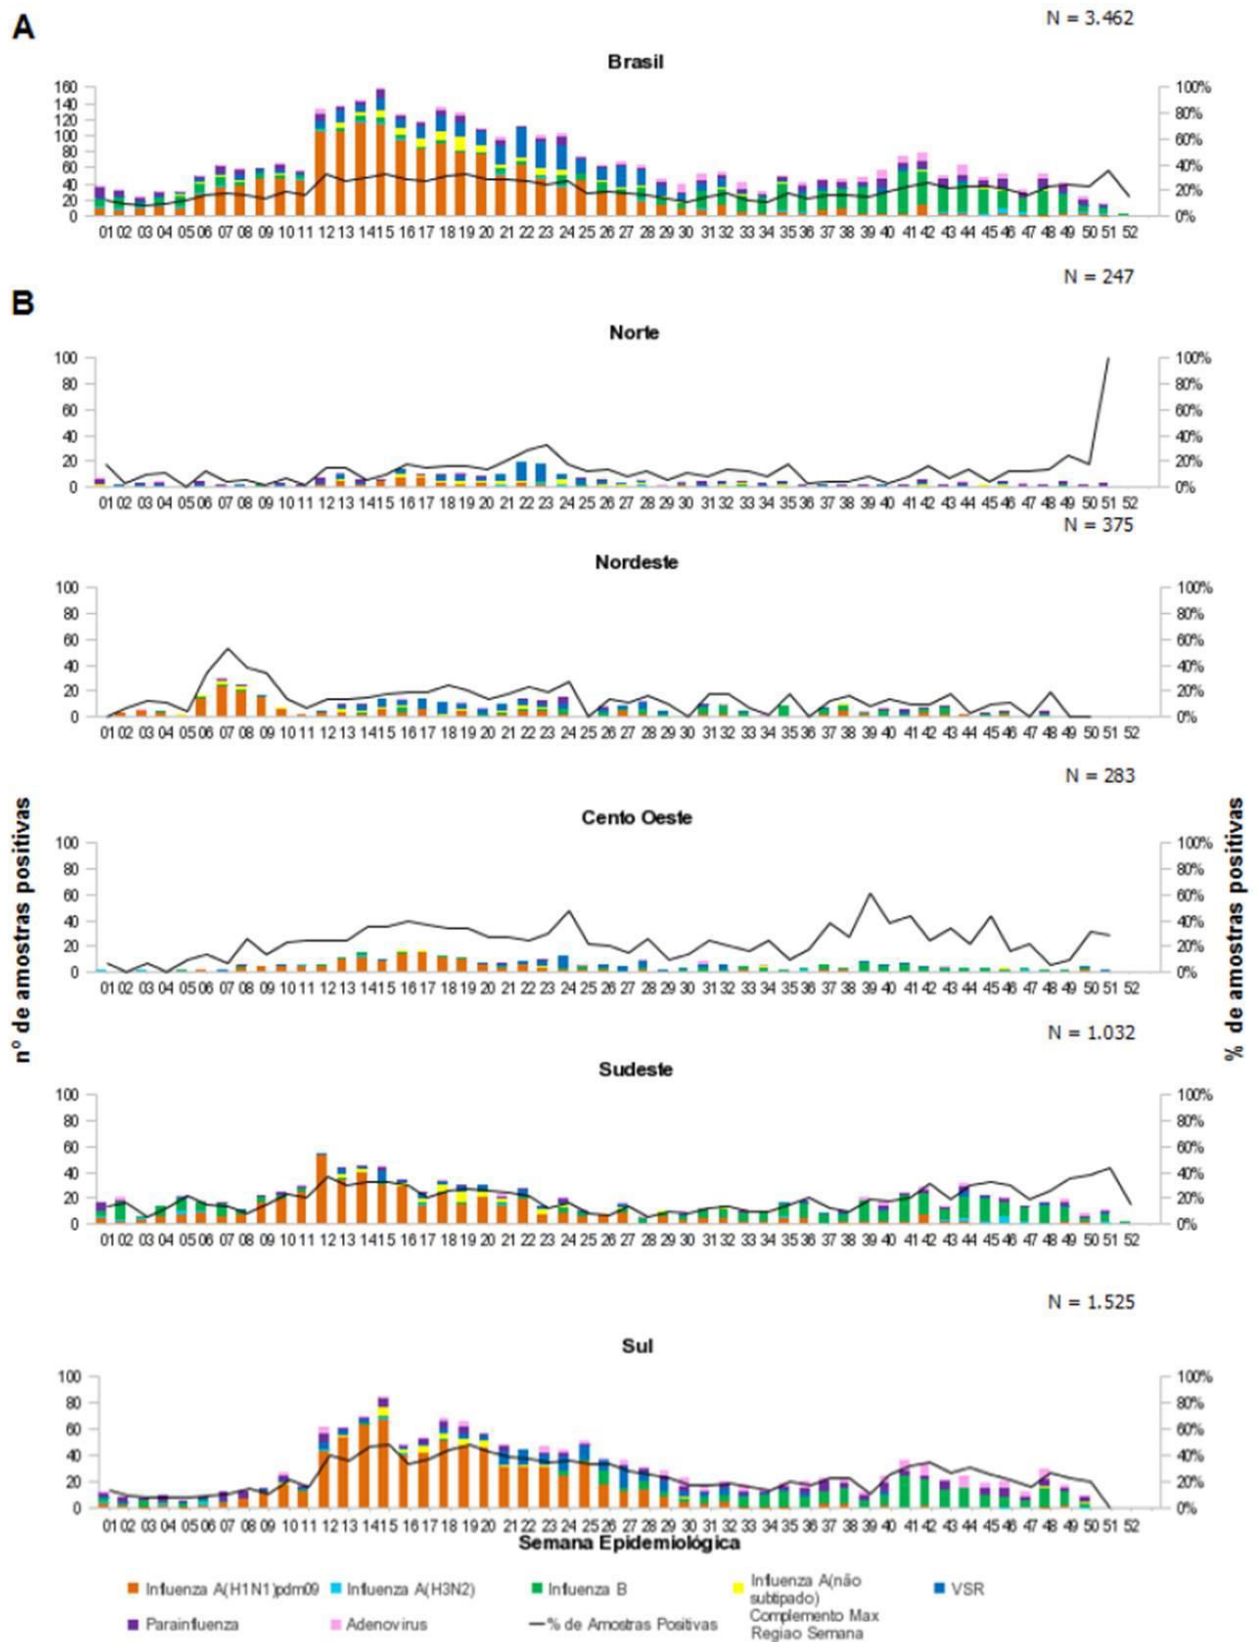 A
N = 3.462
Brasil
160
140
120
100
80
60
40
20
0
100%
80%
60%
40%
20%
0%
01 02 03 04 05 06 07 08 09 10 11 12 13 1415 16 17 18 19 20 21 22 23 24 25 26 27 28 29 30 31 32 33 34 35 36 37 38 39 40 41 42 43 44 45 46 47 48 49 50 51 52
N = 247
B
Norte
100
80
60
40
20
0
100%
80%
60%
40%
20%
0%
01 02 03 04 05 06 07 08 09 10 11 12 13 1415 16 17 18 19 20 21 22 23 24 25 26 27 28 29 30 31 32 33 34 35 36 37 38 39 40 41 42 43 44 45 46 47 48 49 50 51 52
N = 375
Nordeste
100
80
60
40
20
0
100%
80%
60%
40%
20%
0%
01 02 03 04 05 06 07 08 09 10 11 12 13 1415 16 17 18 19 20 21 22 23 24 25 26 27 28 29 30 31 32 33 34 35 36 37 38 39 40 41 42 43 44 45 46 47 48 49 50 51 52
N = 283
Cento Oeste
100
80
60
40
20
0
100%
80%
60%
40%
20%
0%
01 02 03 04 05 06 07 08 09 10 11 12 13 1415 16 17 18 19 20 21 22 23 24 25 26 27 28 29 30 31 32 33 34 35 36 37 38 39 40 41 42 43 44 45 46 47 48 49 50 51 52
nº de amostras positivas
% de amostras positivas
N = 1.032
Sudeste
100
80
60
40
20
0
100%
80%
60%
40%
20%
0%
01 02 03 04 05 06 07 08 09 10 11 12 13 1415 16 17 18 19 20 21 22 23 24 25 26 27 28 29 30 31 32 33 34 35 36 37 38 39 40 41 42 43 44 45 46 47 48 49 50 51 52
N = 1.525
Sul
100
80
60
40
20
0
100%
80%
60%
40%
20%
0%
01 02 03 04 05 06 07 08 09 10 11 12 13 1415 16 17 18 19 20 21 22 23 24 25 26 27 28 29 30 31 32 33 34 35 36 37 38 39 40 41 42 43 44 45 46 47 48 49 50 51 52
Semana Epidemiológica
Influenza A(H1N1)pdm09
Influenza A(H3N2)
Influenza B
Influenza A(não
subtipado)
VSR
Parainfluenza
Adenovirus
% de Amostras Positivas
Complemento Max
Regiao Semana